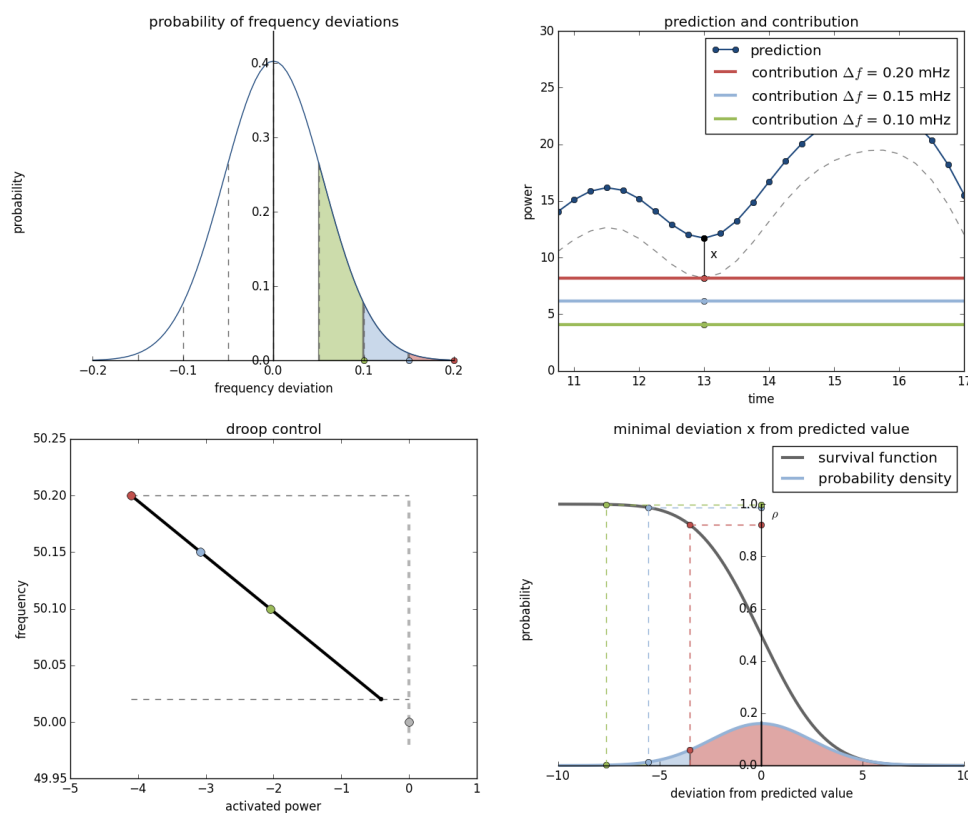 probability of frequency deviations
probability
0.4
0.3
0.2
0.1
0.0
−0.2 −0.1 0.0 0.1 0.2
frequency deviation
prediction and contribution
power
30
25
20
15
10
5
0
prediction
contribution Δf = 0.20 mHz
contribution Δf = 0.15 mHz
contribution Δf = 0.10 mHz
x
11 12 13 14 15 16 17
time
droop control
frequency
50.25
50.20
50.15
50.10
50.05
50.00
49.95
−5 −4 −3 −2 −1 0 1
activated power
minimal deviation x from predicted value
survival function
probability density
probability
1.0
ρ
0.8
0.6
0.4
0.2
0.0
−10 −5 0 5 10
deviation from predicted value